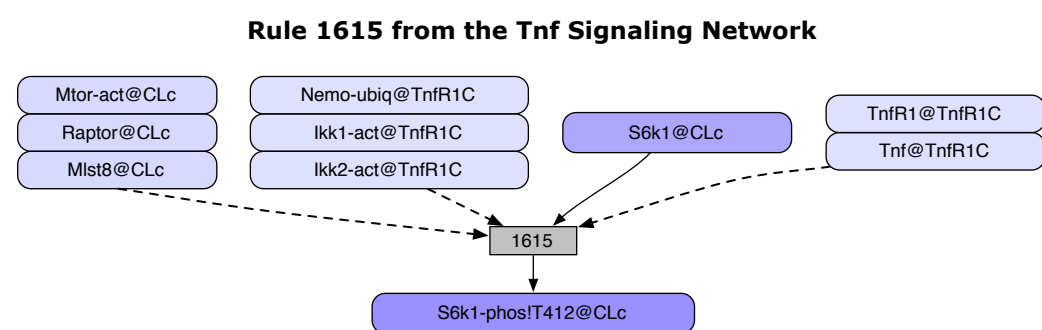 Rule 1615 from the Tnf Signaling Network
Mtor-act@CLc
Raptor@CLc
Mlst8@CLc
Nemo-ubiq@TnfR1C
Ikk1-act@TnfR1C
Ikk2-act@TnfR1C
S6k1@CLc
TnfR1@TnfR1C
Tnf@TnfR1C
1615
S6k1-phos!T412@CLc